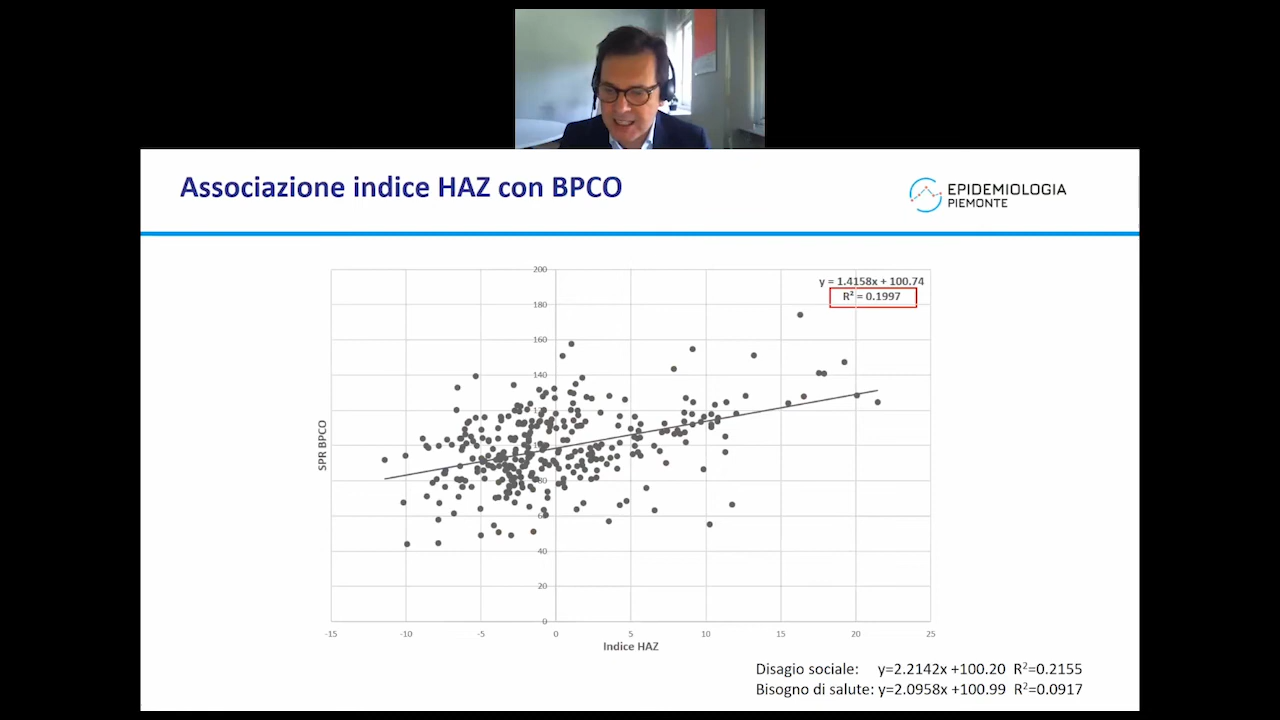 Associazione indice HAZ con BPCO
EPIDEMIOLOGIA
PIEMONTE
y = 1.4158x + 100.74
R² = 0.1997
200
180
160
140
120
100
80
60
40
20
0
SPR BPCO
-15 -10 -5 0 5 10 15 20 25
Indice HAZ
Disagio sociale: y=2.2142x +100.20 R²=0.2155
Bisogno di salute: y=2.0958x +100.99 R²=0.0917